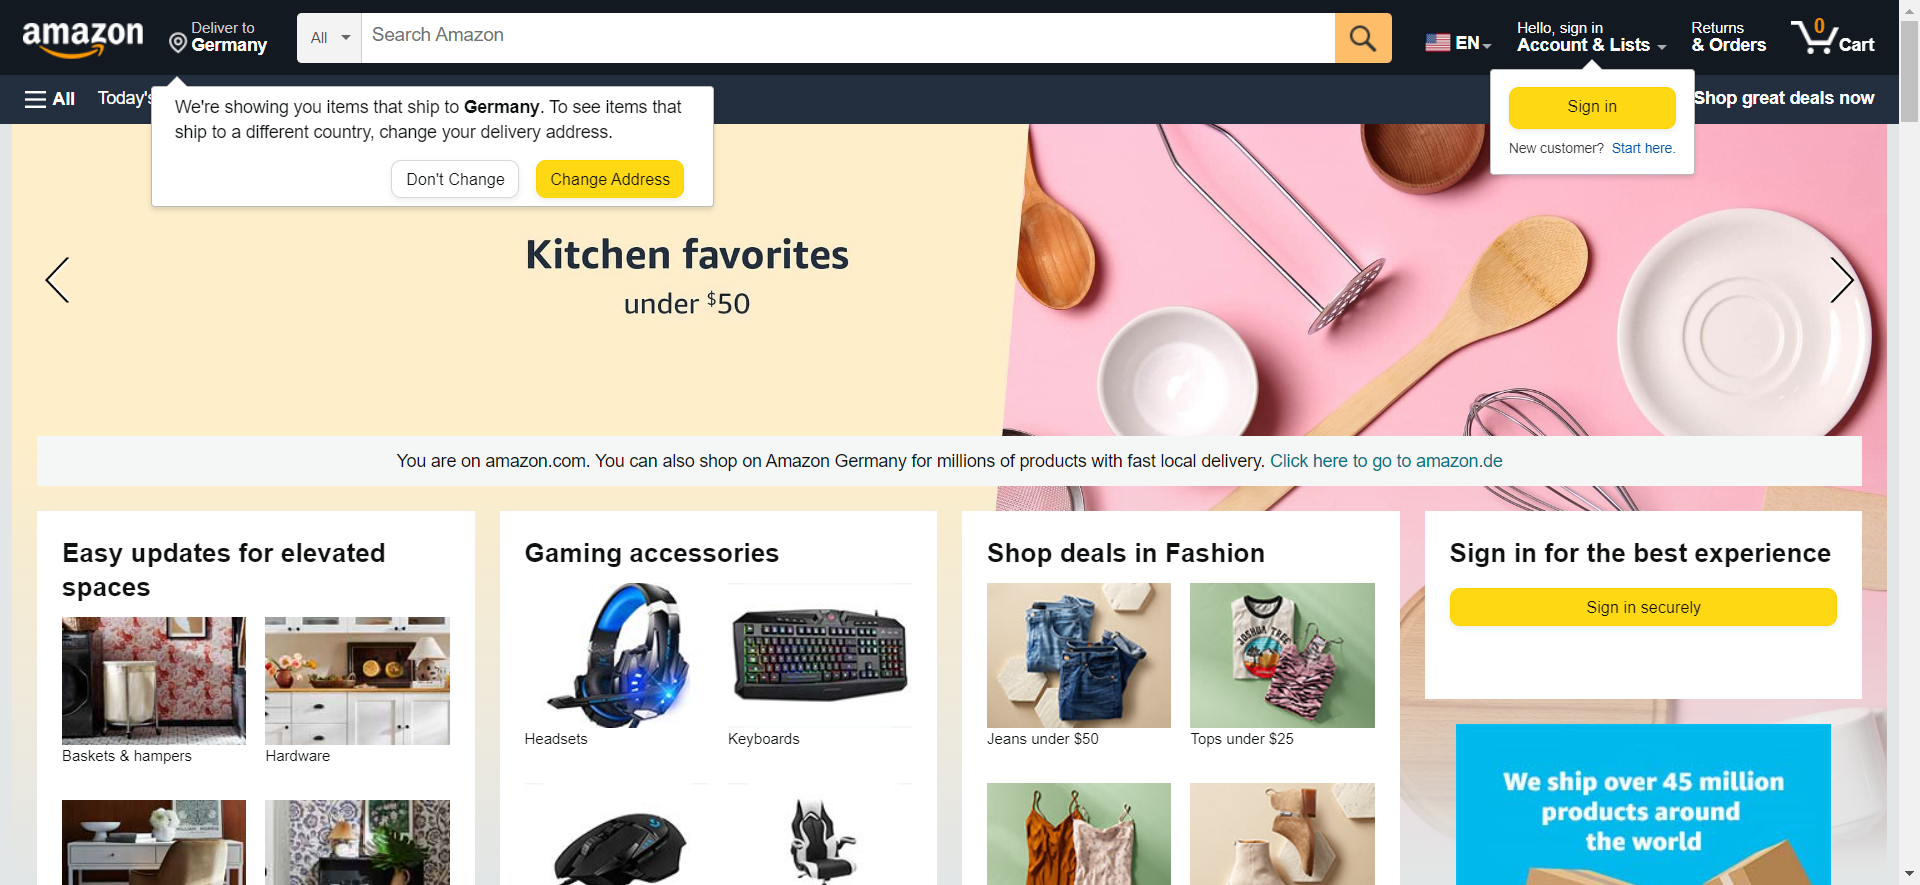 amazon
Deliver to
Germany
All
Search Amazon
EN
Hello, sign in
Account & Lists
Returns
& Orders
0
Cart
All
Today's
Shop great deals now
We're showing you items that ship to Germany. To see items that
ship to a different country, change your delivery address.
Don't Change
Change Address
Sign in
New customer? Start here.
Kitchen favorites
under $50
You are on amazon.com. You can also shop on Amazon Germany for millions of products with fast local delivery. Click here to go to amazon.de
Easy updates for elevated
spaces
Baskets & hampers
Hardware
Gaming accessories
Headsets
Keyboards
Shop deals in Fashion
JOSHUA TREE
Jeans under $50
Tops under $25
Sign in for the best experience
Sign in securely
We ship over 45 million
products around
the world